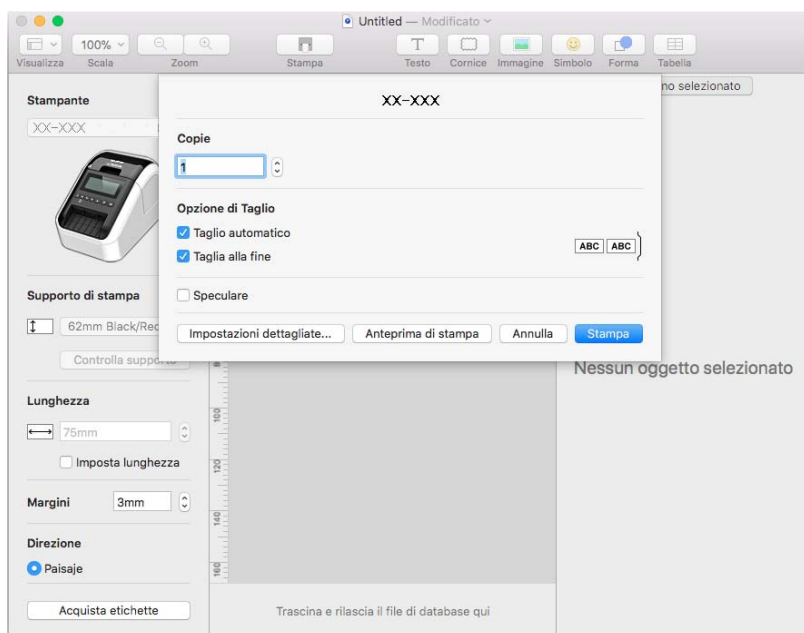 Untitled — Modificato
100%
Visualizza Scala Zoom Stampa Testo Cornice Immagine Simbolo Forma Tabella
no selezionato
Stampante
XX-XXX
XX-XXX
Copie
1
Opzione di Taglio
Taglio automatico
Taglia alla fine
ABC ABC
Speculare
Impostazioni dettagliate... Anteprima di stampa Annulla Stampa
Supporto di stampa
62mm Black/Red
Controlla supporto
Nessun oggetto selezionato
Lunghezza
75mm
Imposta lunghezza
Margini 3mm
Direzione
Paisaje
Acquista etichette
100
120
140
160
Trascina e rilascia il file di database qui